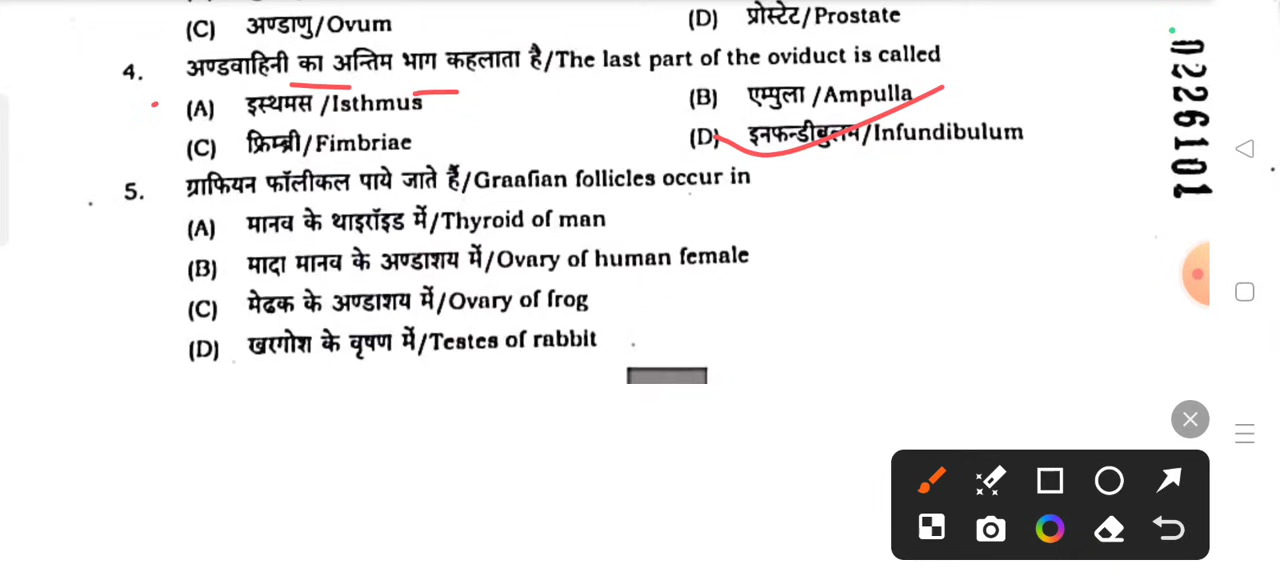 (C) अण्डाणु/Ovum
(D) प्रोस्टेट/Prostate
4. अण्डवाहिनी का अन्तिम भाग कहलाता है/The last part of the oviduct is called
(A) इस्थमस /Isthmus
(B) एम्पुला /Ampulla
(C) फ्रिम्ब्री/Fimbriae
(D) इनफन्डीबुलम/Infundibulum
5. ग्राफियन फॉलीकल पाये जाते हैं/Graafian follicles occur in
(A) मानव के थाइरॉइड में/Thyroid of man
(B) मादा मानव के अण्डाशय में/Ovary of human female
(C) मेढक के अण्डाशय में/Ovary of frog
(D) खरगोश के वृषण में/Testes of rabbit
0226101